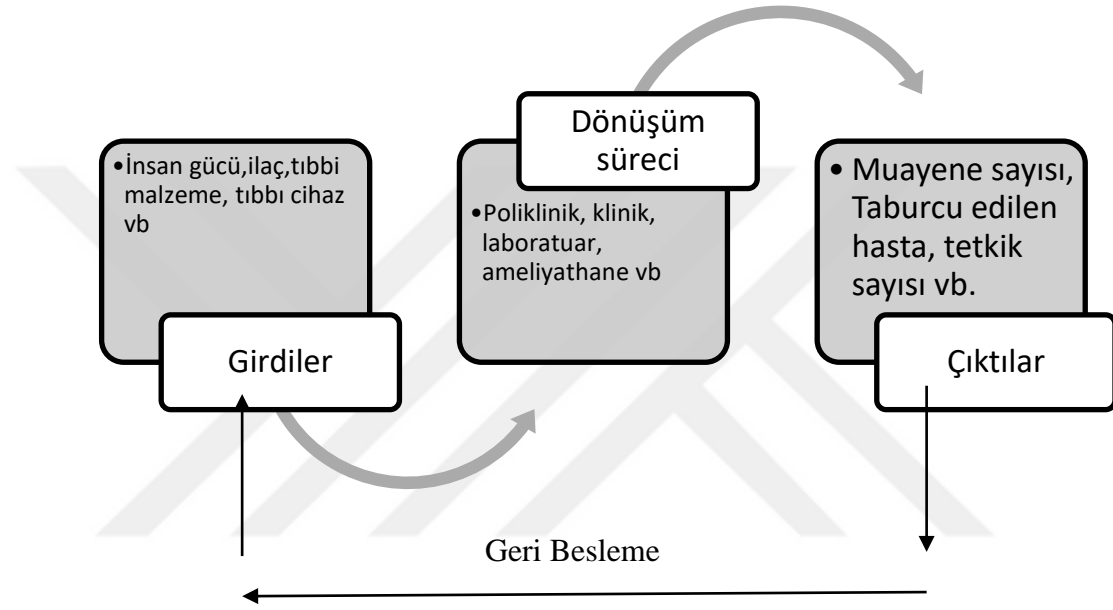 •İnsan gücü,ilaç,tıbbi
malzeme, tıbbı cihaz
vb
Girdiler
Dönüşüm
süreci
•Poliklinik, klinik,
laboratuar,
ameliyathane vb
• Muayene sayısı,
Taburcu edilen
hasta, tetkik
sayısı vb.
Çıktılar
Geri Besleme